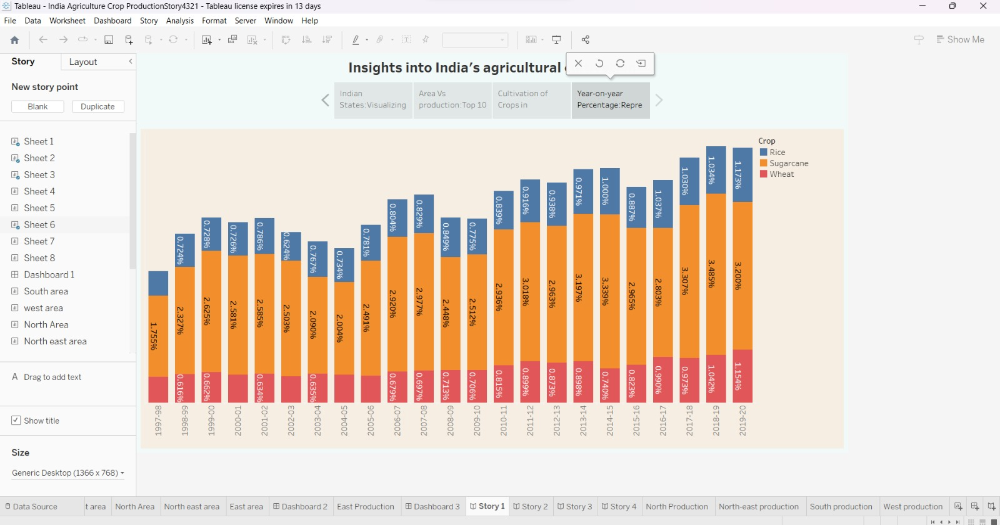 Tableau - India Agriculture Crop ProductionStory4321 - Tableau license expires in 13 days
File Data Worksheet Dashboard Story Analysis Format Server Window Help
Show Me
Story
Layout
New story point
Blank
Duplicate
Sheet 1
Sheet 2
Sheet 3
Sheet 4
Sheet 5
Sheet 6
Sheet 7
Sheet 8
Dashboard 1
South area
west area
North Area
North east area
A Drag to add text
Show title
Size
Generic Desktop (1366 x 768)
Insights into India's agricultural
Indian
States:Visualizing
Area Vs
production:Top 10
Cultivation of
Crops in
Year-on-year
Percentage:Repre
Crop
Rice
Sugarcane
Wheat
1.755%
0.724%
2.327%
0.616%
0.728%
2.625%
0.662%
0.726%
2.581%
0.786%
2.585%
0.634%
0.624%
2.503%
0.767%
2.090%
0.635%
0.734%
2.004%
0.781%
2.491%
0.804%
2.920%
0.679%
0.829%
2.977%
0.697%
0.849%
2.448%
0.713%
0.775%
2.512%
0.706%
0.839%
2.936%
0.815%
0.916%
3.018%
0.899%
0.938%
2.963%
0.873%
0.971%
3.197%
0.898%
1.000%
3.339%
0.740%
0.887%
2.965%
0.823%
1.037%
2.803%
0.990%
1.030%
3.307%
0.973%
1.034%
3.485%
1.042%
1.173%
3.200%
1.154%
1997-98
1998-99
1999-00
2000-01
2001-02
2002-03
2003-04
2004-05
2005-06
2006-07
2007-08
2008-09
2009-10
2010-11
2011-12
2012-13
2013-14
2014-15
2015-16
2016-17
2017-18
2018-19
2019-20
Data Source
t area
North Area
North east area
East area
Dashboard 2
East Production
Dashboard 3
Story 1
Story 2
Story 3
Story 4
North Production
North-east production
South production
West production